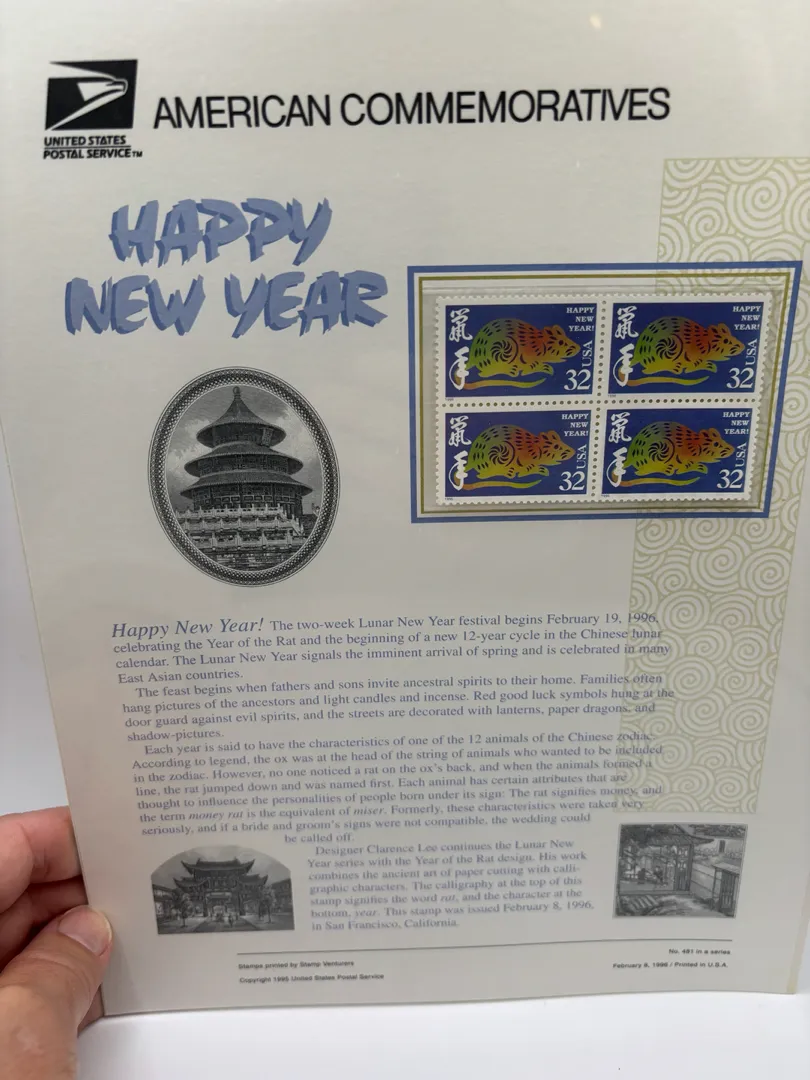 UNITED STATES
POSTAL SERVICE™
AMERICAN COMMEMORATIVES
HAPPY
NEW YEAR
鼠
年
HAPPY
NEW
YEAR!
USA
32
1996
鼠
年
HAPPY
NEW
YEAR!
USA
32
1996
鼠
年
HAPPY
NEW
YEAR!
USA
32
1996
鼠
年
HAPPY
NEW
YEAR!
USA
32
1996
Happy New Year! The two-week Lunar New Year festival begins February 19, 1996,
celebrating the Year of the Rat and the beginning of a new 12-year cycle in the Chinese lunar
calendar. The Lunar New Year signals the imminent arrival of spring and is celebrated in many
East Asian countries.
The feast begins when fathers and sons invite ancestral spirits to their home. Families often
hang pictures of the ancestors and light candles and incense. Red good luck symbols hung at the
door guard against evil spirits, and the streets are decorated with lanterns, paper dragons, and
shadow-pictures.
Each year is said to have the characteristics of one of the 12 animals of the Chinese zodiac.
According to legend, the ox was at the head of the string of animals who wanted to be included
in the zodiac. However, no one noticed a rat on the ox's back, and when the animals formed a
line, the rat jumped down and was named first. Each animal has certain attributes that are
thought to influence the personalities of people born under its sign: The rat signifies money, and
the term money rat is the equivalent of miser. Formerly, these characteristics were taken very
seriously, and if a bride and groom's signs were not compatible, the wedding could
be called off.
Designer Clarence Lee continues the Lunar New
Year series with the Year of the Rat design. His work
combines the ancient art of paper cutting with calli-
graphic characters. The calligraphy at the top of this
stamp signifies the word rat, and the character at the
bottom, year. This stamp was issued February 8, 1996,
in San Francisco, California.
Stamps printed by Stamp Venturers
Copyright 1995 United States Postal Service
No. 481 in a series
February 8, 1996 / Printed in U.S.A.